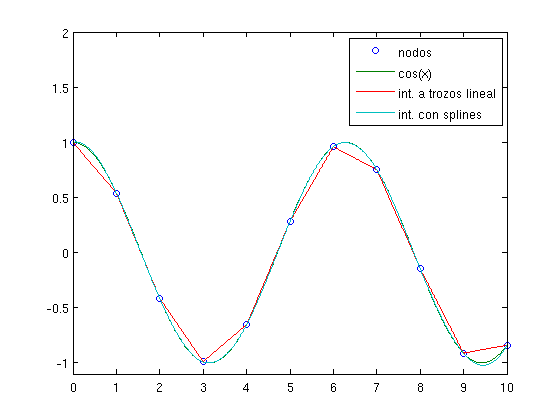 2
1.5
1
0.5
0
-0.5
-1
0 1 2 3 4 5 6 7 8 9 10
nodos
cos(x)
int. a trozos lineal
int. con splines